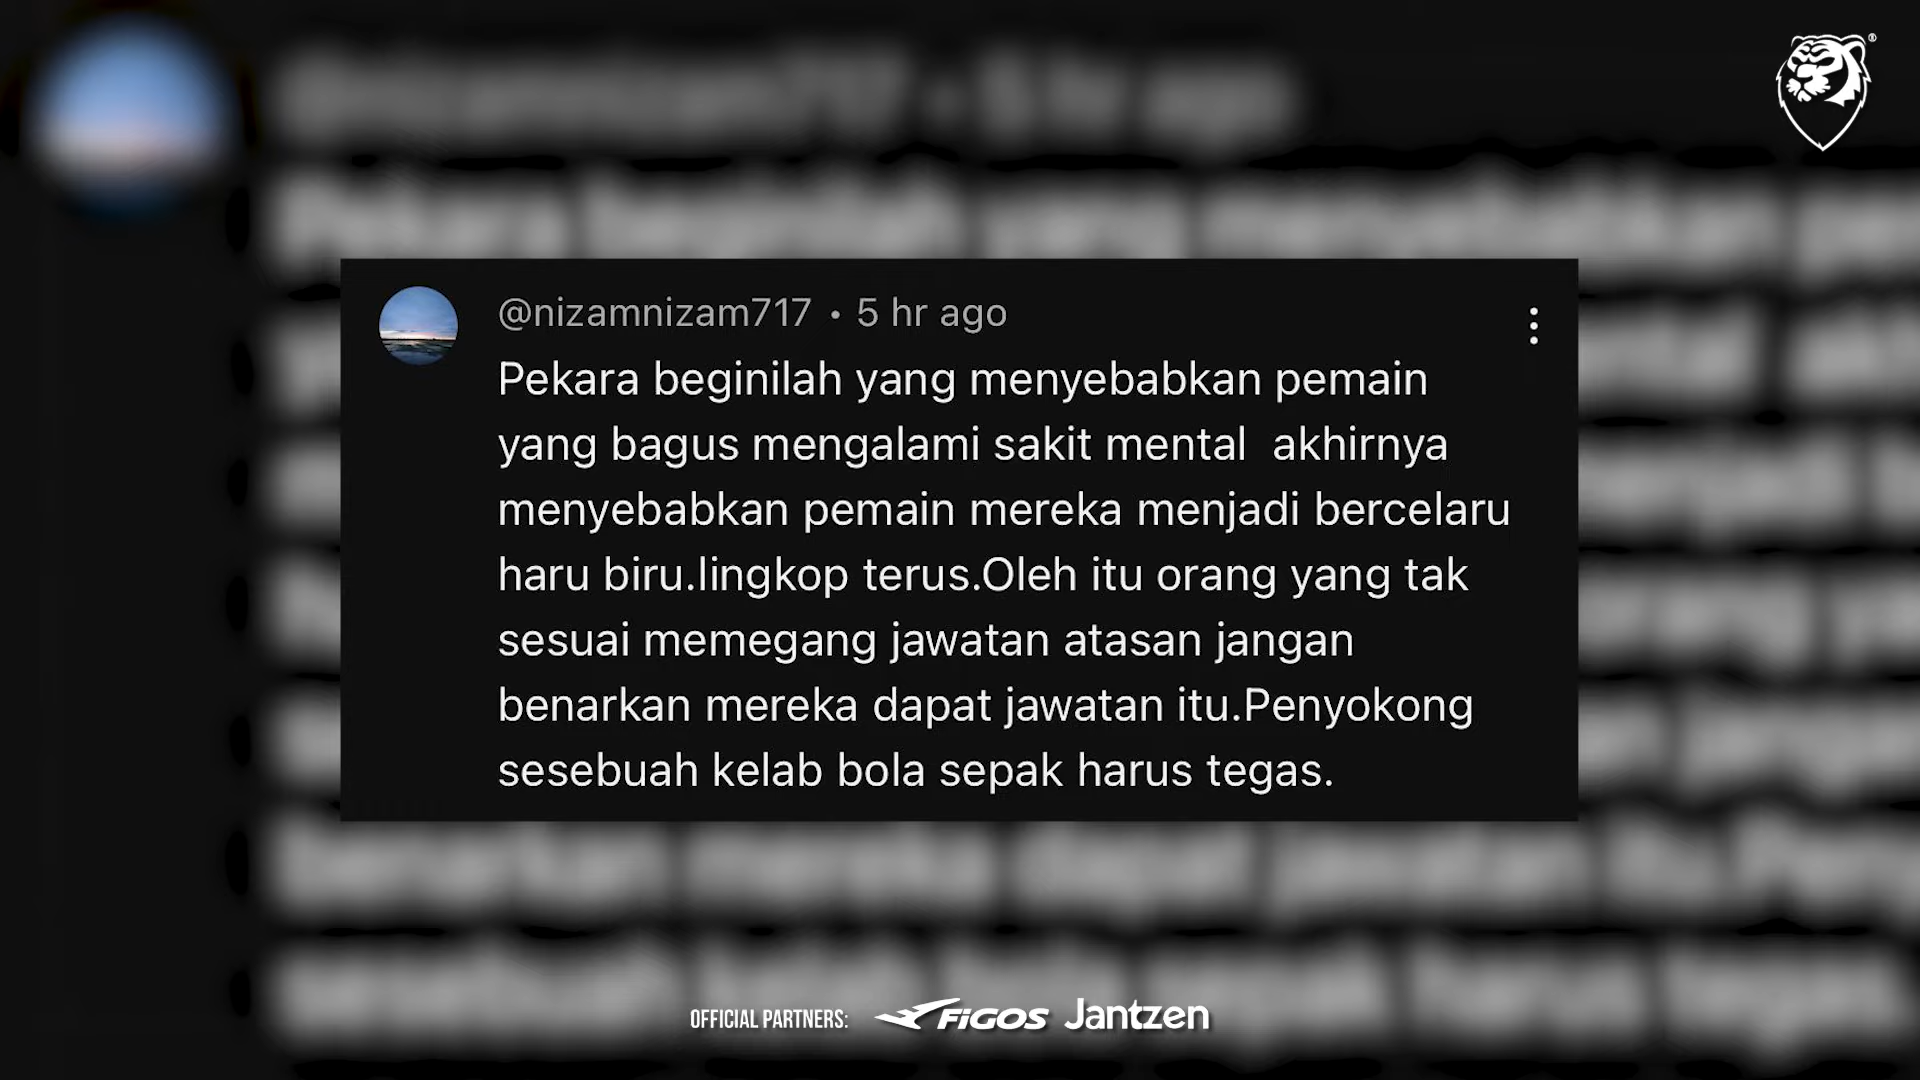 @nizamnizam717 • 5 hr ago
Pekara beginilah yang menyebabkan pemain
yang bagus mengalami sakit mental  akhirnya
menyebabkan pemain mereka menjadi bercelaru
haru biru.lingkop terus.Oleh itu orang yang tak
sesuai memegang jawatan atasan jangan
benarkan mereka dapat jawatan itu.Penyokong
sesebuah kelab bola sepak harus tegas.
OFFICIAL PARTNERS: FIGOS Jantzen